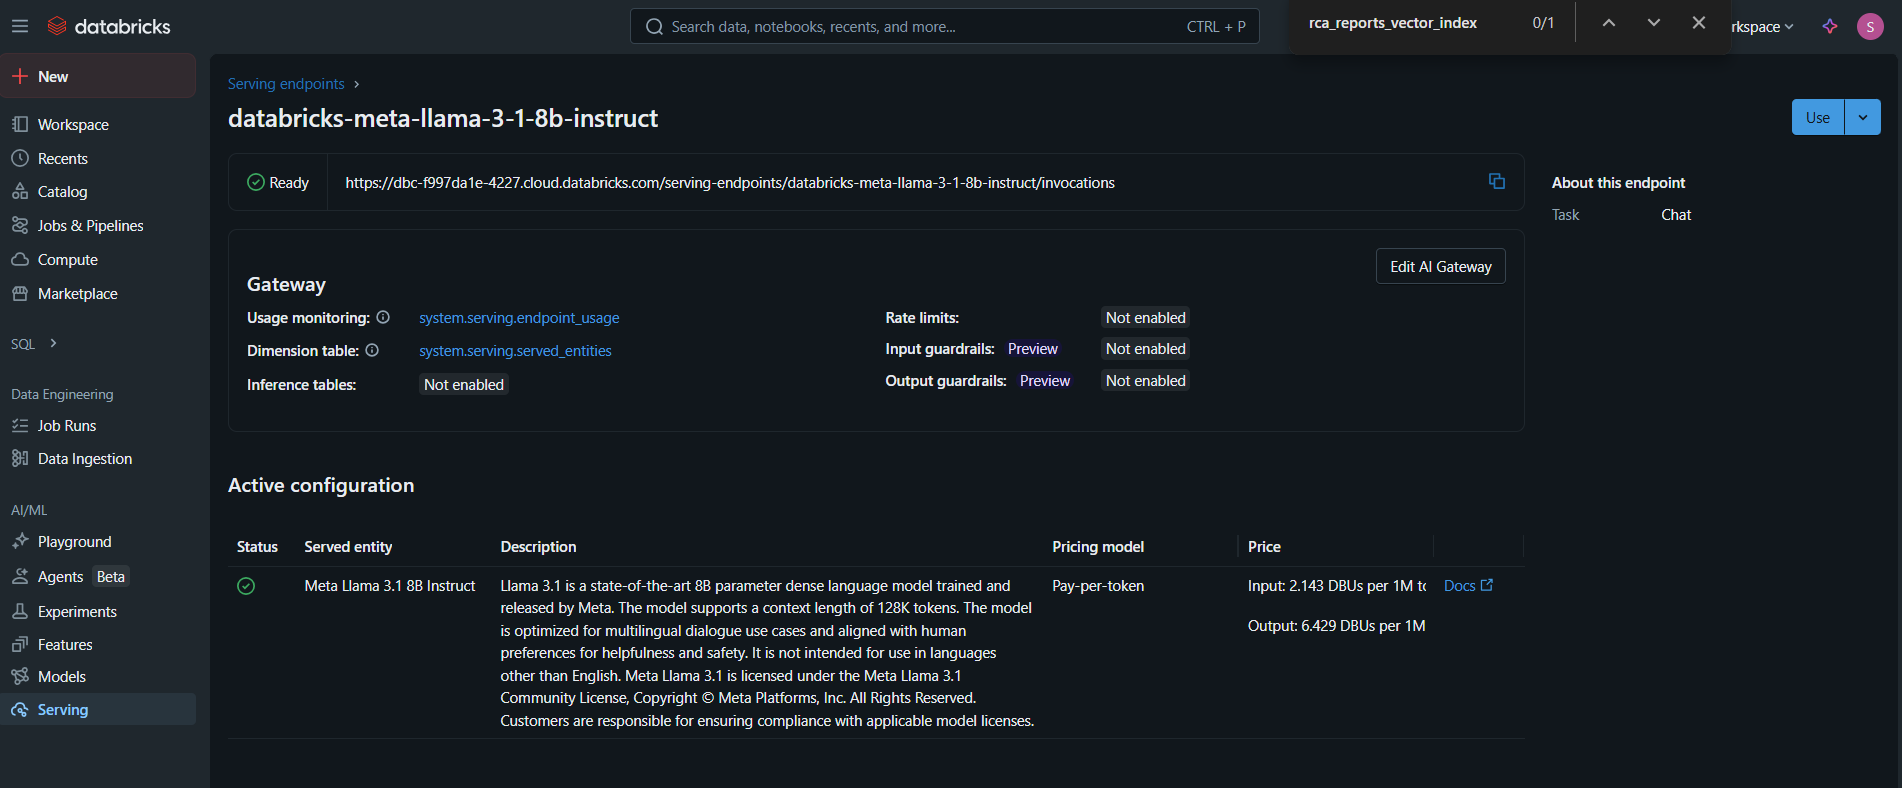 databricks
Search data, notebooks, recents, and more...
CTRL + P
rca_reports_vector_index
0/1
rkspace
S
New
Workspace
Recents
Catalog
Jobs & Pipelines
Compute
Marketplace
SQL
Data Engineering
Job Runs
Data Ingestion
AI/ML
Playground
Agents Beta
Experiments
Features
Models
Serving
Serving endpoints
databricks-meta-llama-3-1-8b-instruct
Use
Ready
https://dbc-f997da1e-4227.cloud.databricks.com/serving-endpoints/databricks-meta-llama-3-1-8b-instruct/invocations
About this endpoint
Task Chat
Gateway
Edit AI Gateway
Usage monitoring: system.serving.endpoint_usage
Dimension table: system.serving.served_entities
Inference tables: Not enabled
Rate limits: Not enabled
Input guardrails: Preview Not enabled
Output guardrails: Preview Not enabled
Active configuration
Status Served entity Description Pricing model Price
Meta Llama 3.1 8B Instruct
Llama 3.1 is a state-of-the-art 8B parameter dense language model trained and
released by Meta. The model supports a context length of 128K tokens. The model
is optimized for multilingual dialogue use cases and aligned with human
preferences for helpfulness and safety. It is not intended for use in languages
other than English. Meta Llama 3.1 is licensed under the Meta Llama 3.1
Community License, Copyright © Meta Platforms, Inc. All Rights Reserved.
Customers are responsible for ensuring compliance with applicable model licenses.
Pay-per-token
Input: 2.143 DBUs per 1M tc
Output: 6.429 DBUs per 1M
Docs